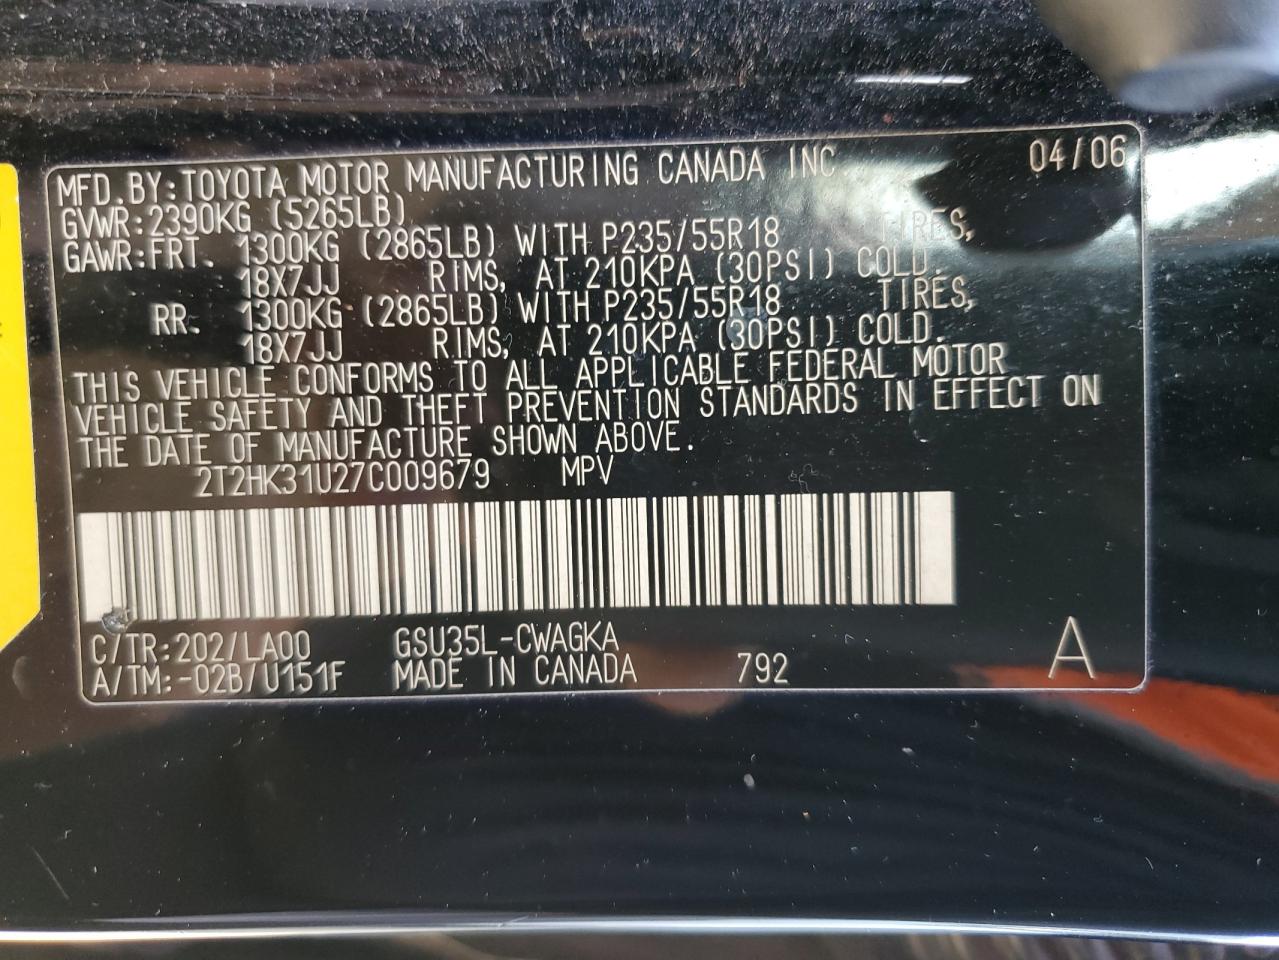 04/06
MFD.BY:TOYOTA MOTOR MANUFACTURING CANADA INC.
GVWR:2390KG (5265LB)
GAWR:FRT. 1300KG (2865LB) WITH P235/55R18 TIRES,
18X7JJ RIMS, AT 210KPA (30PSI) COLD.
RR. 1300KG (2865LB) WITH P235/55R18 TIRES,
18X7JJ RIMS, AT 210KPA (30PSI) COLD.
THIS VEHICLE CONFORMS TO ALL APPLICABLE FEDERAL MOTOR
VEHICLE SAFETY AND THEFT PREVENTION STANDARDS IN EFFECT ON
THE DATE OF MANUFACTURE SHOWN ABOVE.
2T2HK31U27C009679 MPV
C/TR:202/LA00 GSU35L-CWAGKA
A/TM:-02B/U151F MADE IN CANADA 792 A